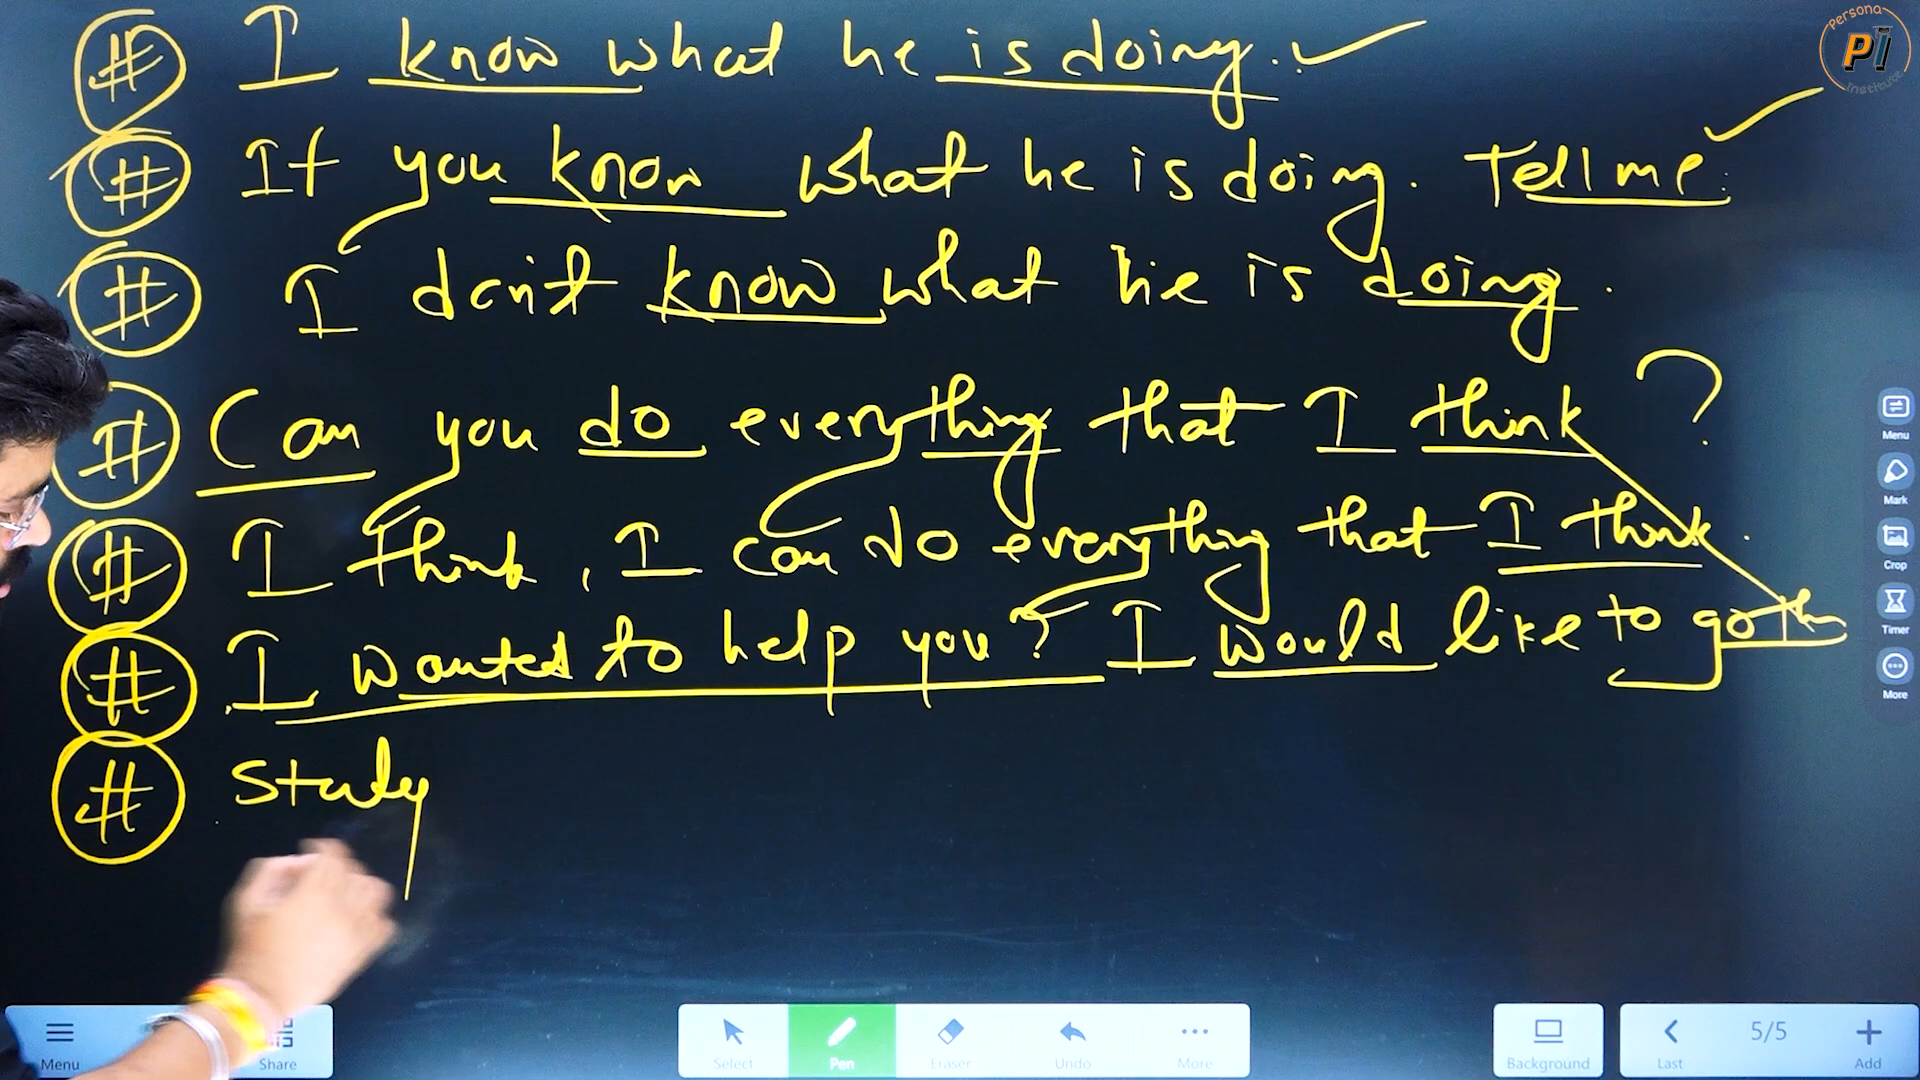 # I know what he is doing.
Persona PI Institute
# If you know what he is doing. Tell me.
# I don't know what he is doing.
# Can you do everything that I think ?
# I think, I can do everything that I think.
# I wanted to help you? I would like to go
# Study
Menu
Mark
Crop
Timer
More
Menu
Share
Select
Pen
Eraser
Undo
More
Background
Last
5/5
Add